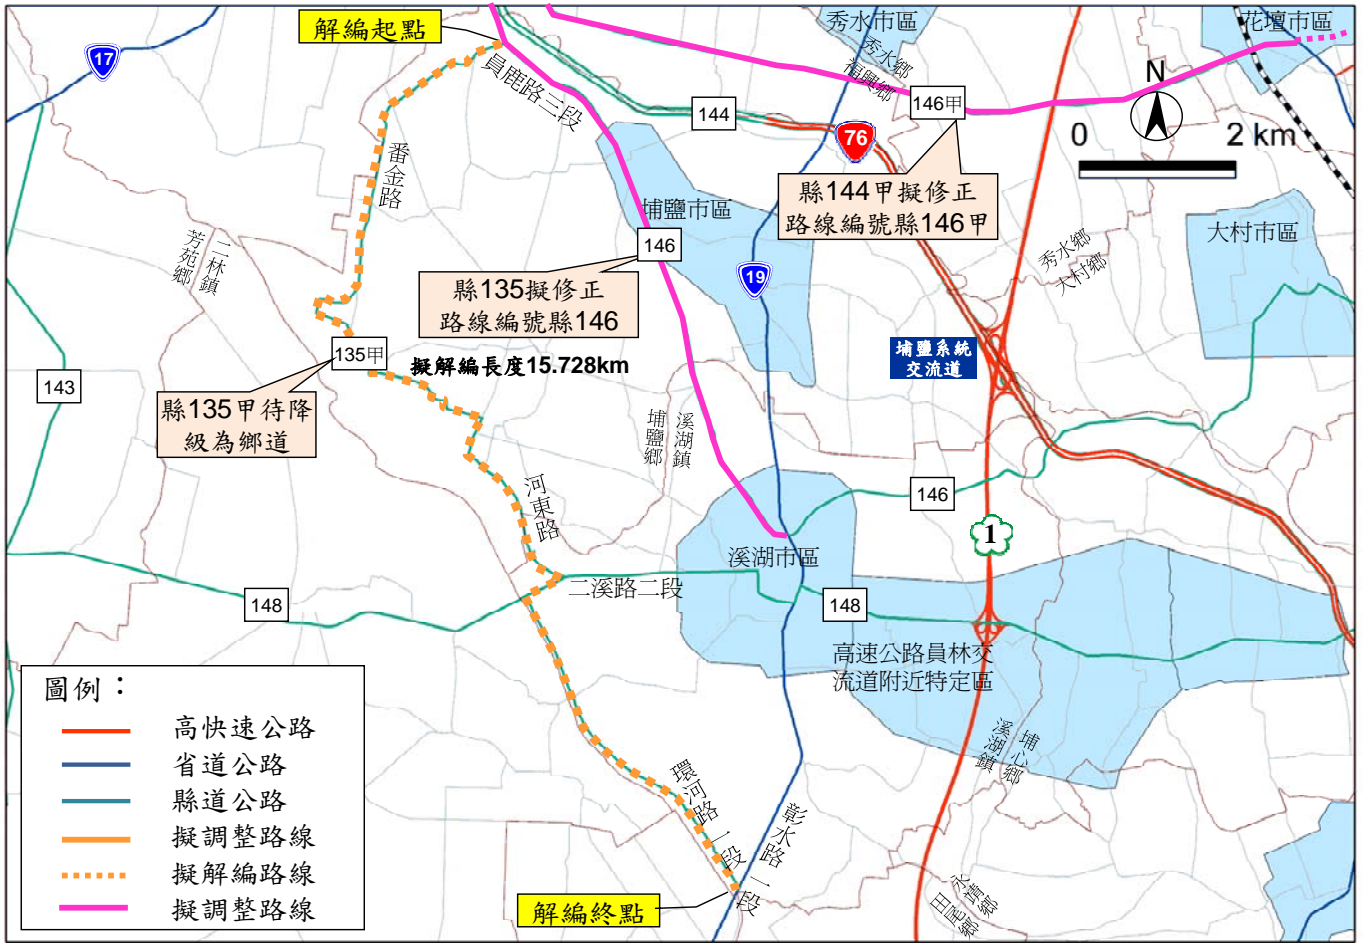 解編起點
秀水市區
花壇市區
17
員鹿路三段
秀水鄉
福興鄉
N
144
146甲
76
0
2 km
番金路
縣144甲擬修正
路線編號縣146甲
埔鹽市區
大村市區
146
二林鎮
芳苑鄉
秀水鄉
大村鄉
19
縣135擬修正
路線編號縣146
埔鹽系統
交流道
135甲
擬解編長度15.728km
143
縣135甲待降
級為鄉道
溪湖鎮
埔鹽鄉
河東路
146
1
溪湖市區
二溪路二段
148
148
高速公路員林交
流道附近特定區
圖例：
高快速公路
省道公路
縣道公路
擬調整路線
擬解編路線
擬調整路線
埔心鄉
溪湖鎮
環河路一段
彰水路一段
解編終點
永靖鄉
田尾鄉